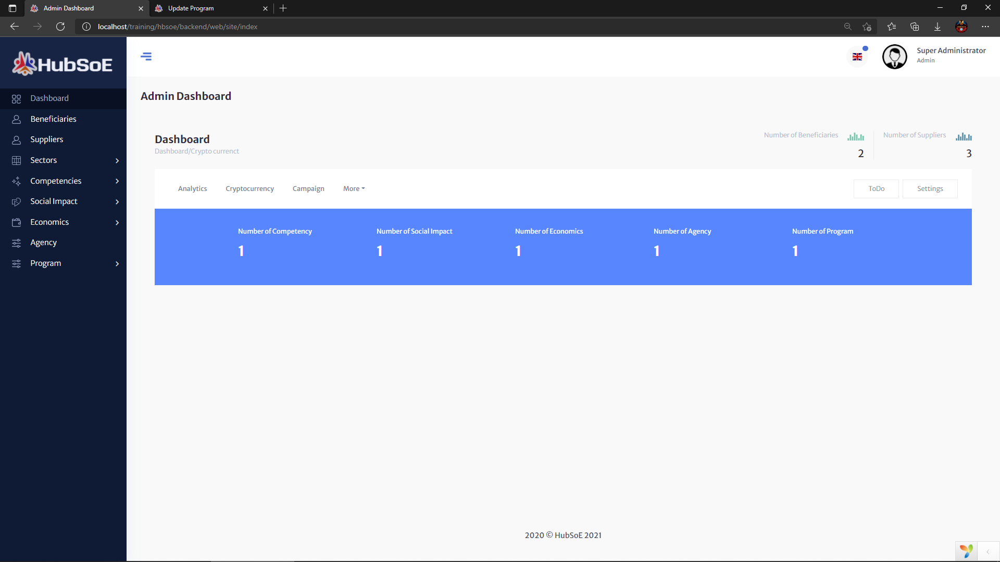 Admin Dashboard
Update Program
localhost/training/hbsoe/backend/web/site/index
HubSoE
Super Administrator
Admin
Dashboard
Beneficiaries
Suppliers
Sectors
Competencies
Social Impact
Economics
Agency
Program
Admin Dashboard
Dashboard
Dashboard/Crypto currenct
Number of Beneficiaries
2
Number of Suppliers
3
Analytics
Cryptocurrency
Campaign
More
ToDo
Settings
Number of Competency
1
Number of Social Impact
1
Number of Economics
1
Number of Agency
1
Number of Program
1
2020 © HubSoE 2021